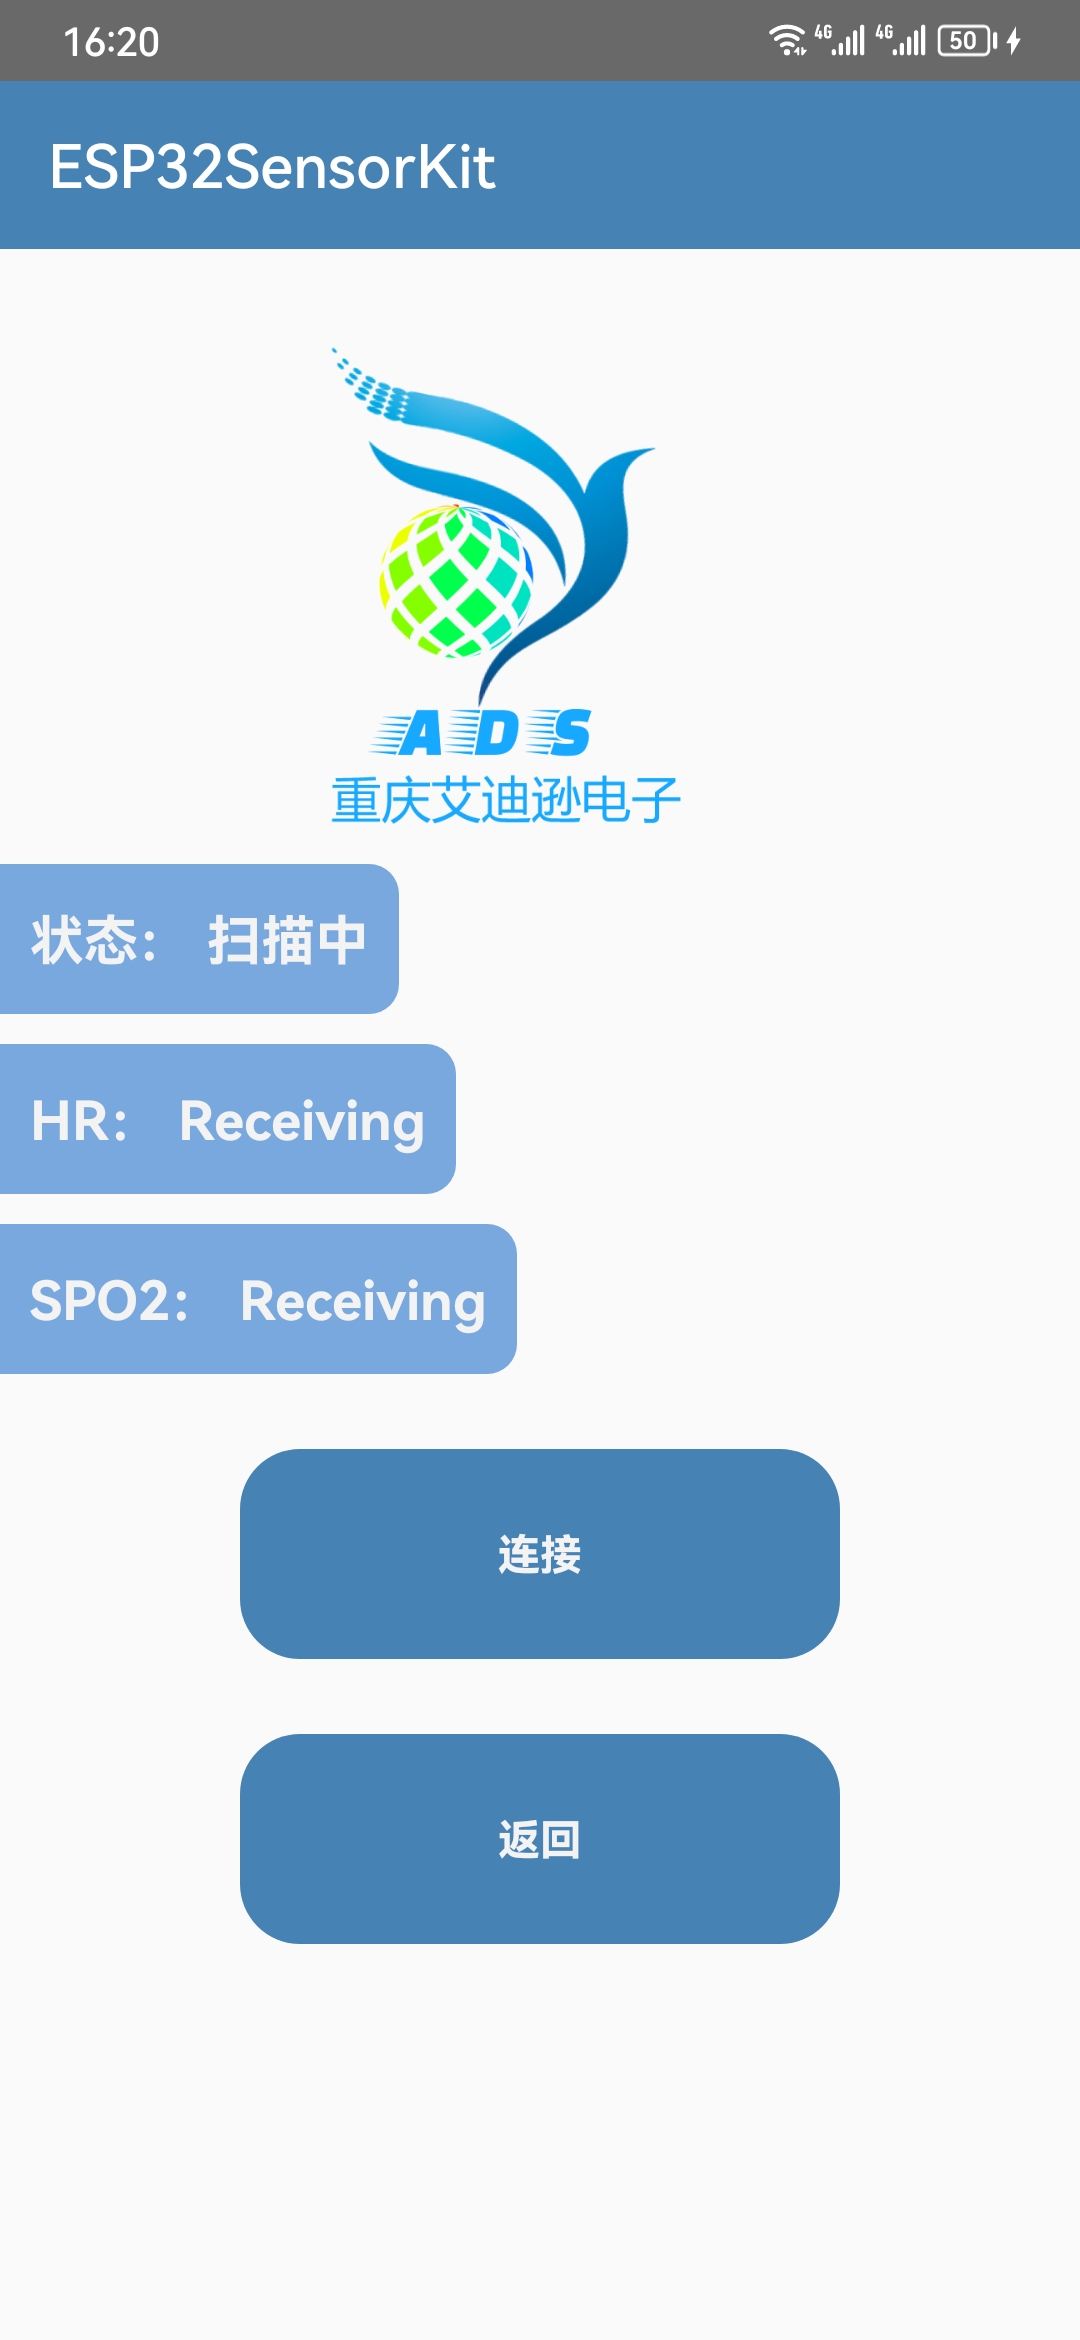 16:20
4G 4G 50
ESP32SensorKit
ADS
重庆艾迪逊电子
状态： 扫描中
HR： Receiving
SPO2： Receiving
连接
返回